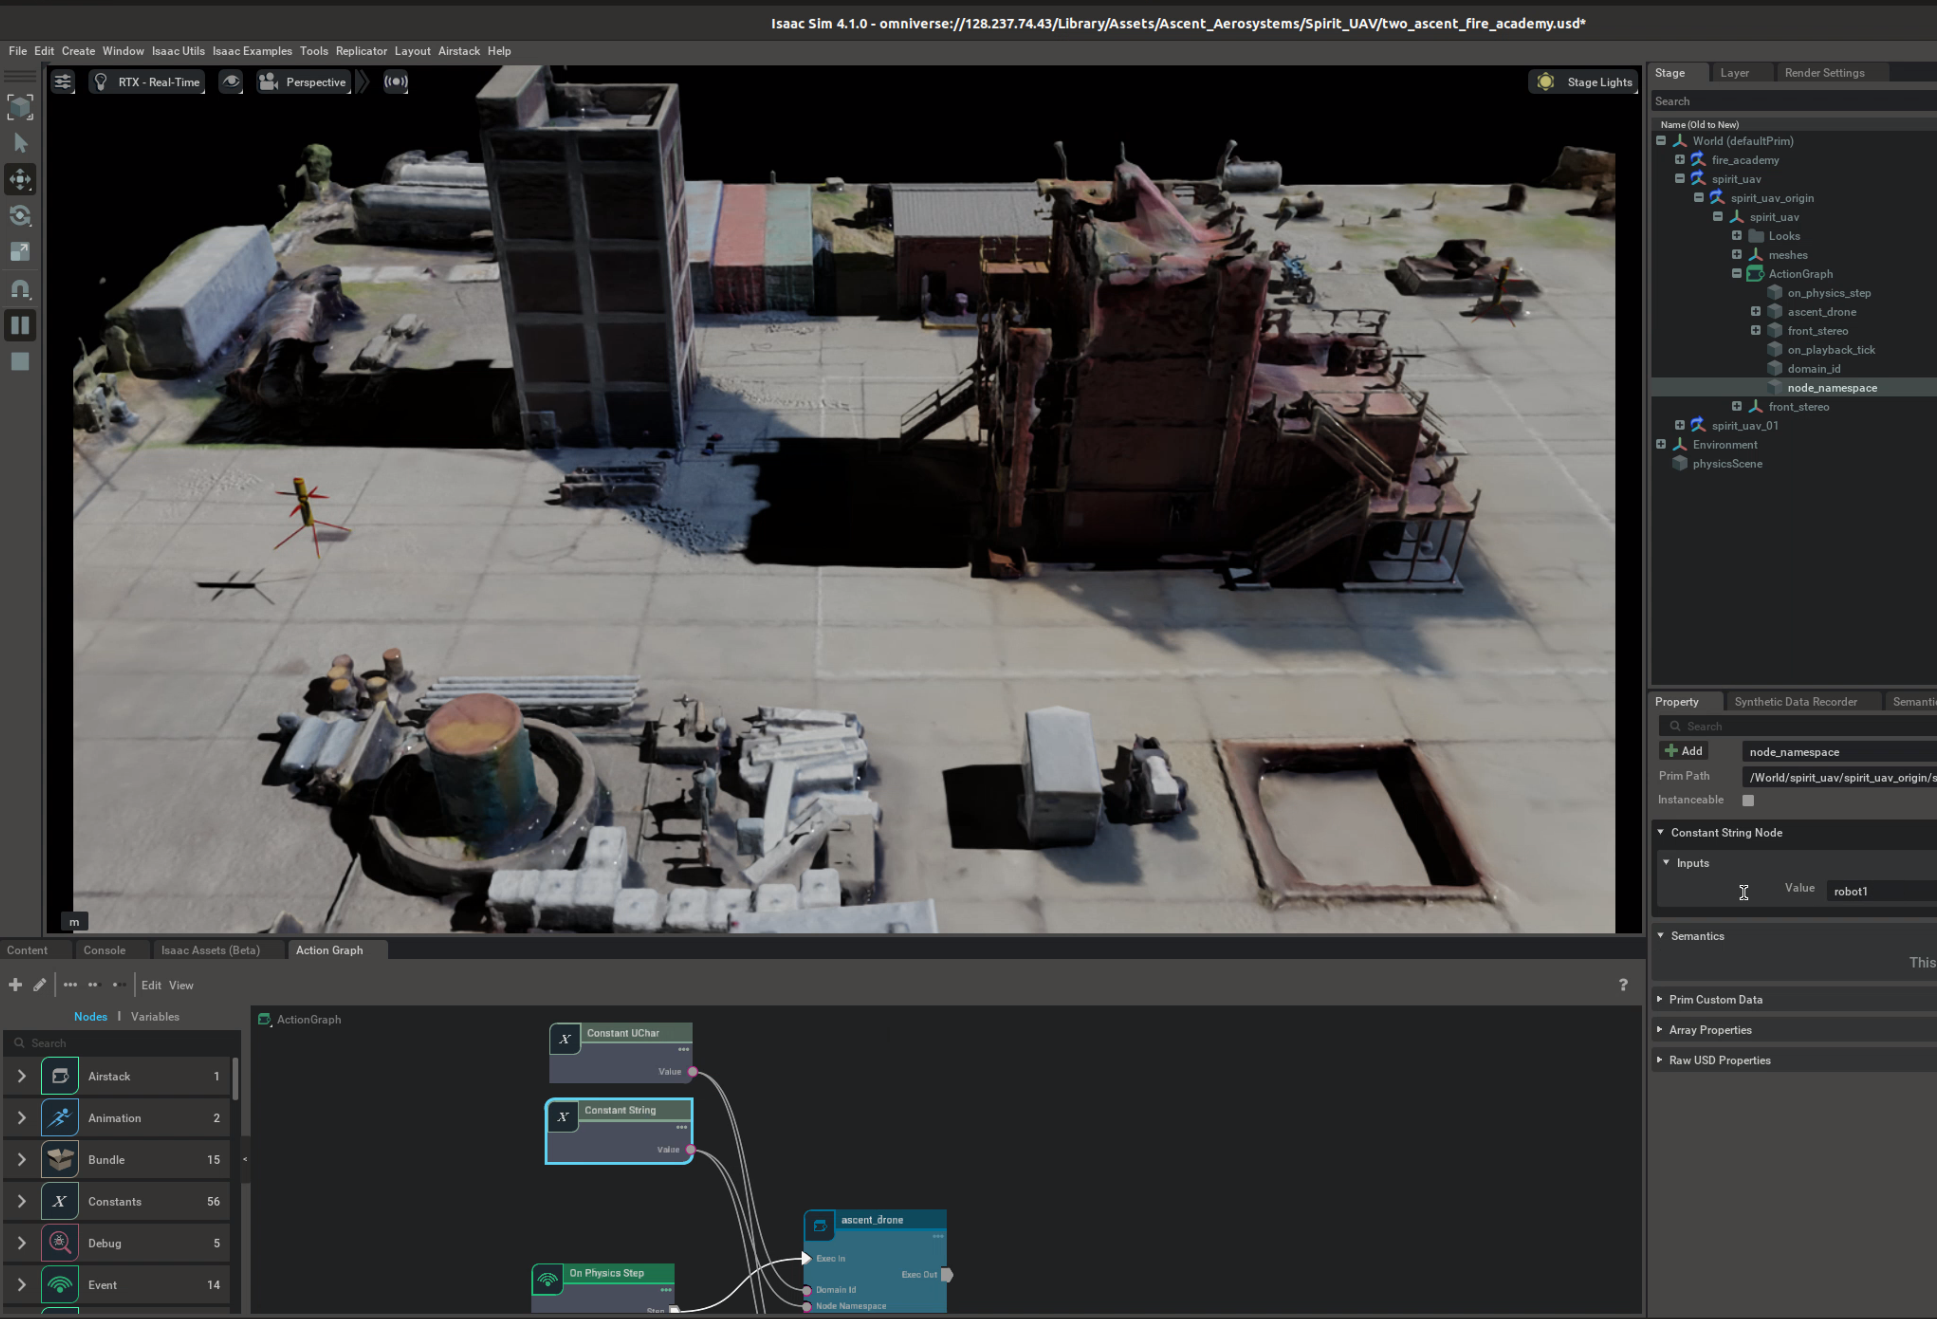 Isaac Sim 4.1.0 - omniverse://128.237.74.43/Library/Assets/Ascent_Aerosystems/Spirit_UAV/two_ascent_fire_academy.usd*
File Edit Create Window Isaac Utils Isaac Examples Tools Replicator Layout Airstack Help
RTX - Real-Time
Perspective
Stage Lights
m
Stage Layer Render Settings
Search
Name (Old to New)
World (defaultPrim)
fire_academy
spirit_uav
spirit_uav_origin
spirit_uav
Looks
meshes
ActionGraph
on_physics_step
ascent_drone
front_stereo
on_playback_tick
domain_id
node_namespace
front_stereo
spirit_uav_01
Environment
physicsScene
Property Synthetic Data Recorder Semantic
Search
Add node_namespace
Prim Path /World/spirit_uav/spirit_uav_origin/s
Instanceable
Constant String Node
Inputs
Value robot1
Semantics
This
Prim Custom Data
Array Properties
Raw USD Properties
Content Console Isaac Assets (Beta) Action Graph
Edit View
?
Nodes | Variables
Search
Airstack 1
Animation 2
Bundle 15
X Constants 56
Debug 5
Event 14
ActionGraph
X Constant UChar
Value
X Constant String
Value
On Physics Step
Step
ascent_drone
Exec In
Exec Out
Domain Id
Node Namespace